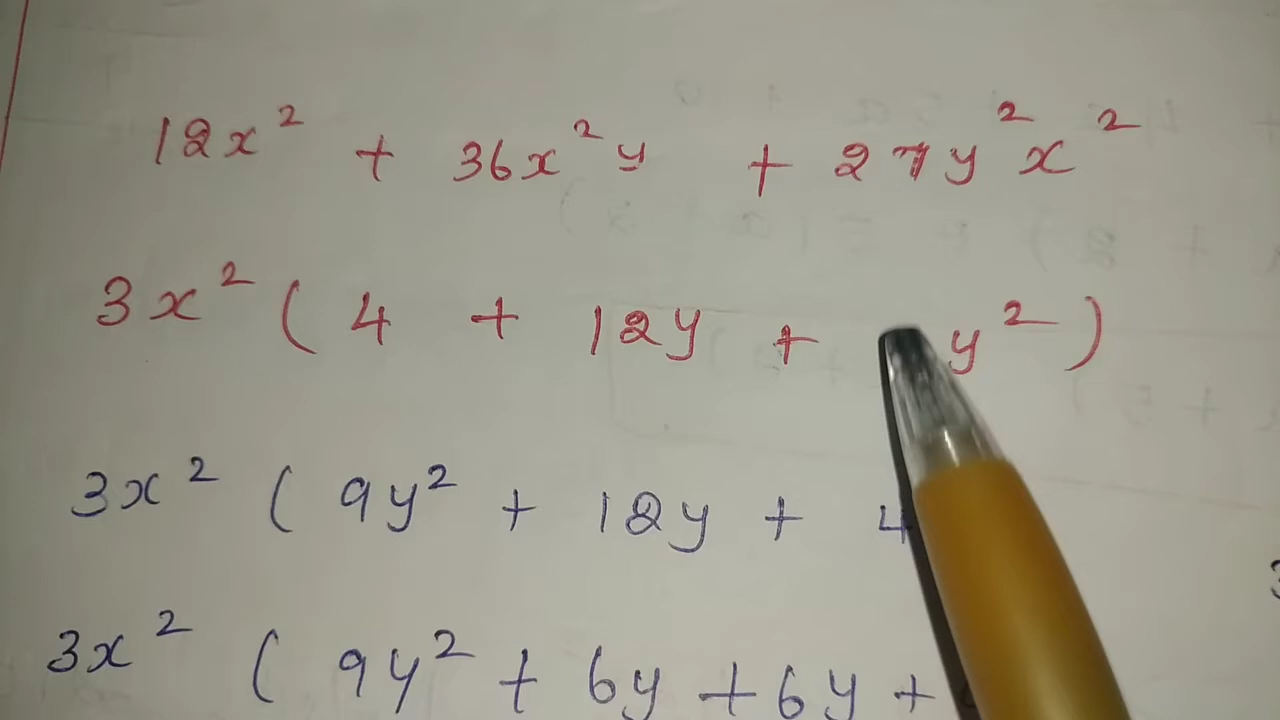 12x² + 36x²y + 27y²x²
3x² ( 4 + 12y + y² )
3x² ( 9y² + 12y + 4
3x² ( 9y² + 6y + 6y +